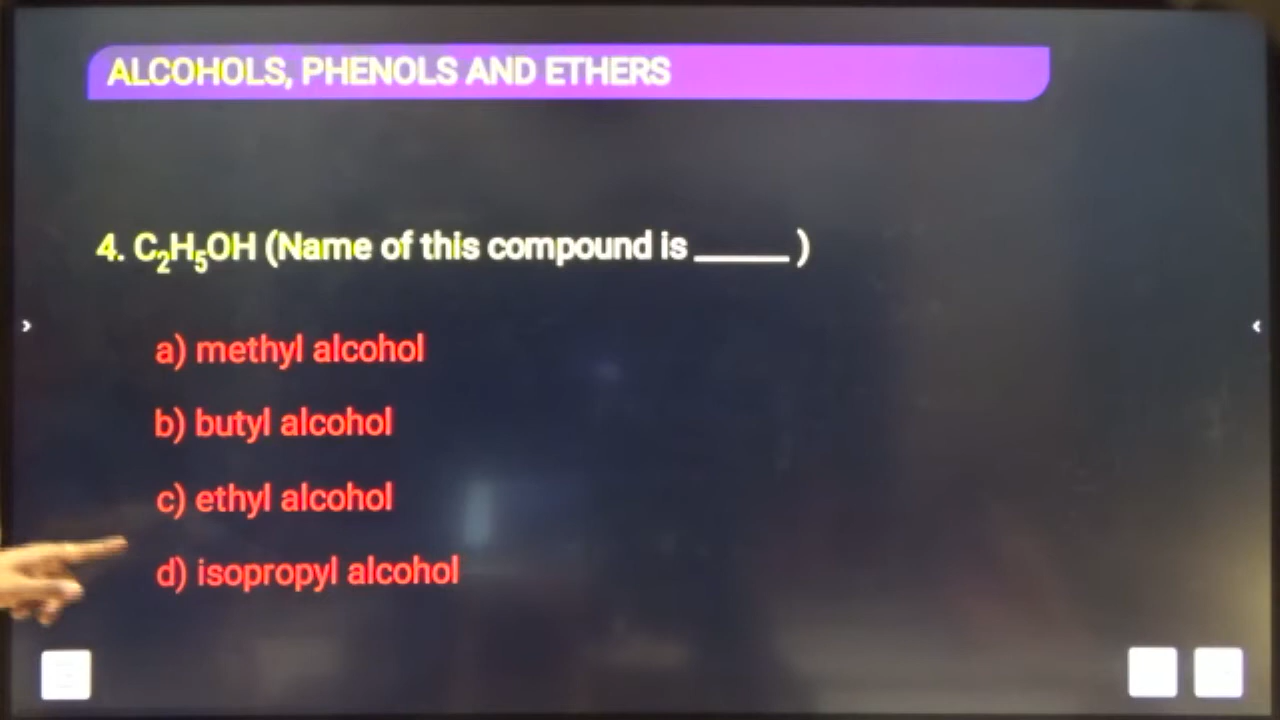 ALCOHOLS, PHENOLS AND ETHERS
4. C₂H₅OH (Name of this compound is _____ )
a) methyl alcohol
b) butyl alcohol
c) ethyl alcohol
d) isopropyl alcohol